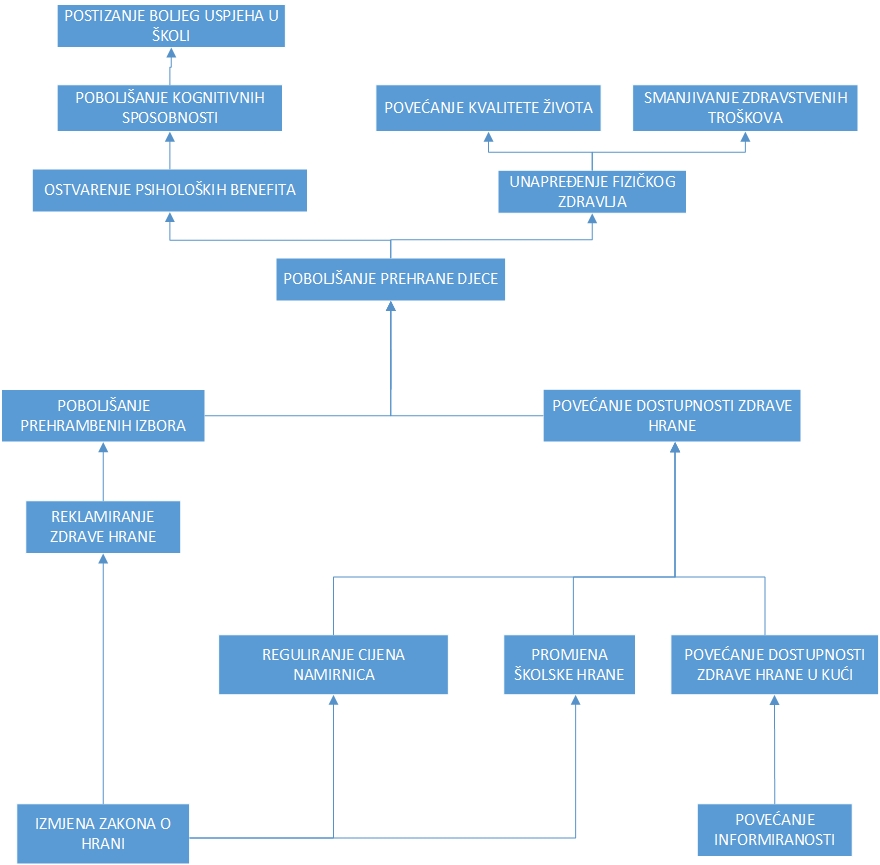 POSTIZANJE BOLJEG USPJEHA U
ŠKOLI
POBOLJŠANJE KOGNITIVNIH
SPOSOBNOSTI
POVEĆANJE KVALITETE ŽIVOTA
SMANJIVANJE ZDRAVSTVENIH
TROŠKOVA
OSTVARENJE PSIHOLOŠKIH BENEFITA
UNAPREĐENJE FIZIČKOG
ZDRAVLJA
POBOLJŠANJE PREHRANE DJECE
POBOLJŠANJE
PREHRAMBENIH IZBORA
POVEĆANJE DOSTUPNOSTI ZDRAVE
HRANE
REKLAMIRANJE
ZDRAVE HRANE
REGULIRANJE CIJENA
NAMIRNICA
PROMJENA
ŠKOLSKE HRANE
POVEĆANJE DOSTUPNOSTI
ZDRAVE HRANE U KUĆI
IZMJENA ZAKONA O
HRANI
POVEĆANJE
INFORMIRANOSTI